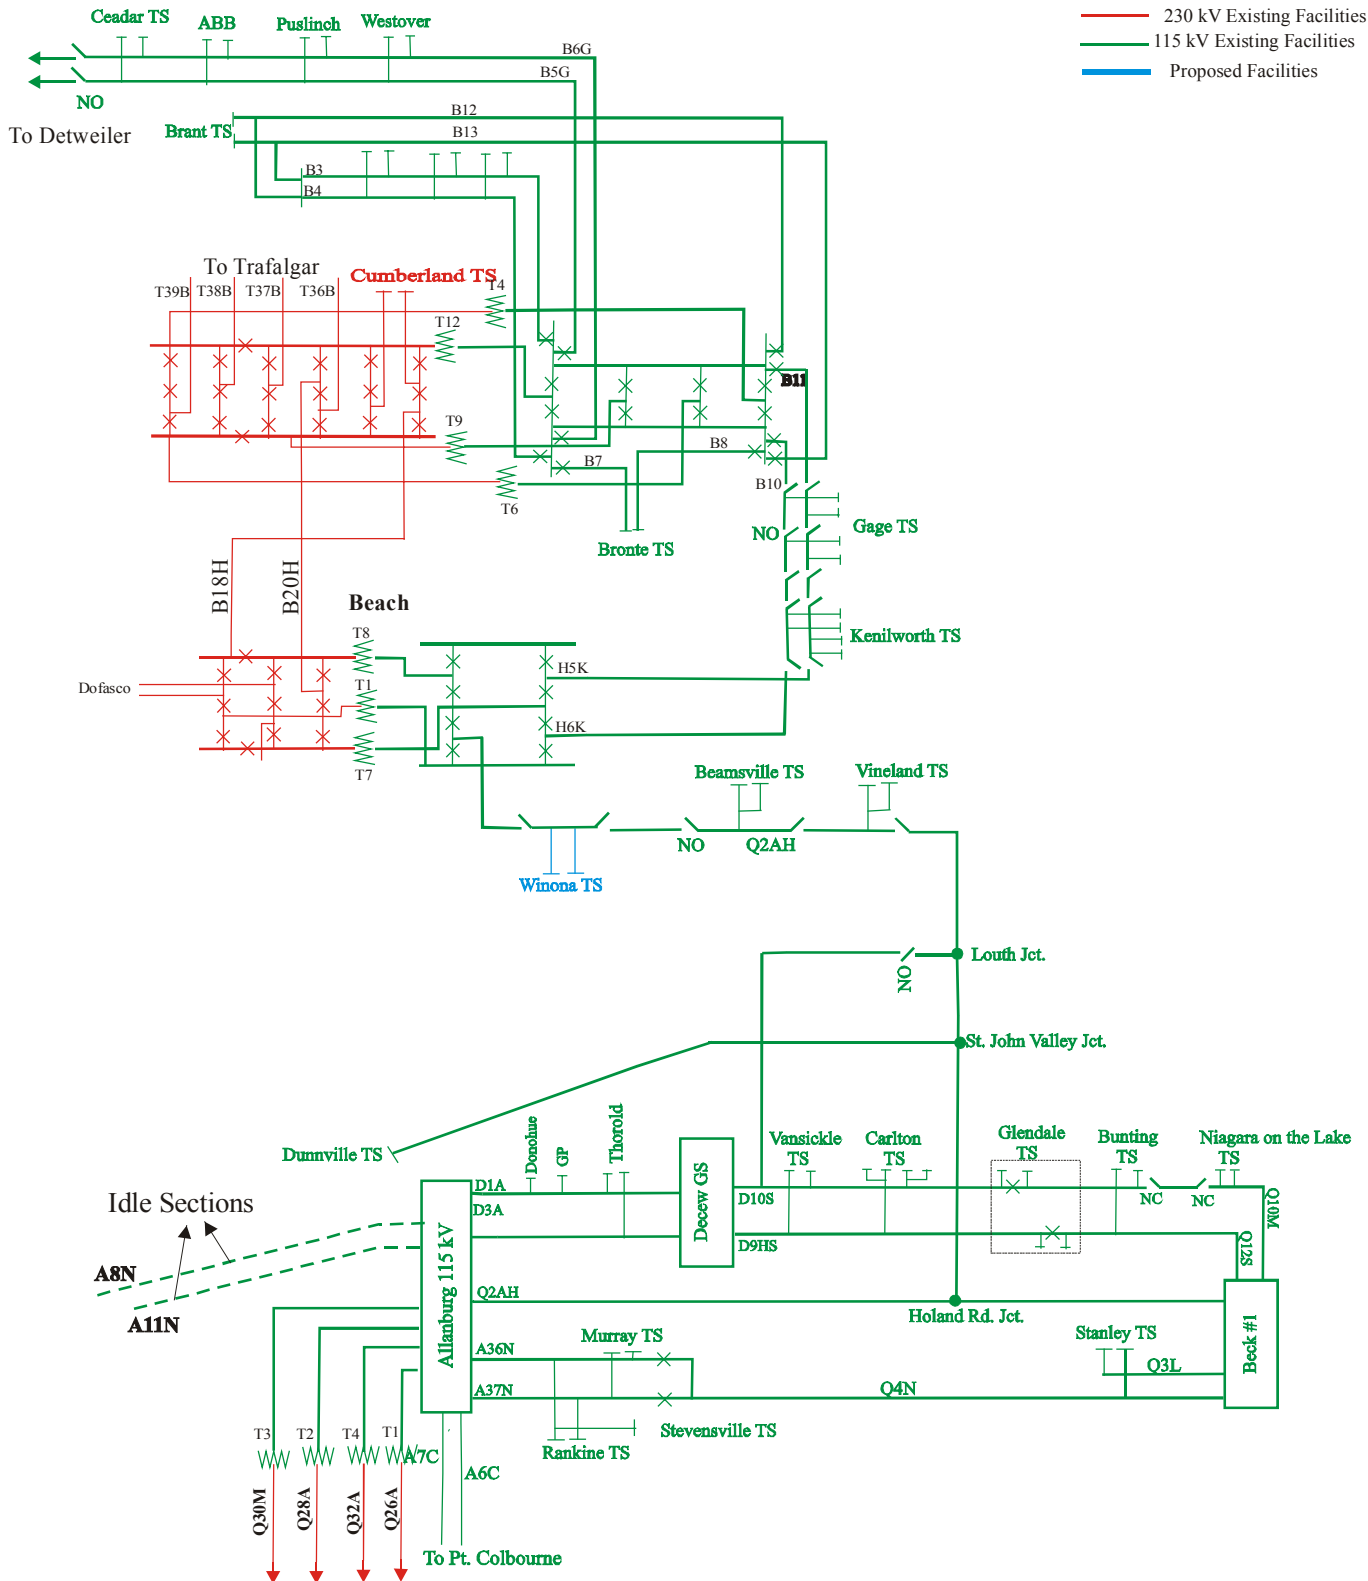 230 kV Existing Facilities
115 kV Existing Facilities
Proposed Facilities
Ceadar TS
ABB
Puslinch
Westover
B6G
B5G
NO
To Detweiler
Brant TS
B12
B13
B3
B4
To Trafalgar
Cumberland TS
T39B
T38B
T37B
T36B
T4
T12
B11
T9
B7
B8
T6
B10
Gage TS
NO
Bronte TS
B18H
B20H
Beach
Kenilworth TS
T8
H5K
Dofasco
T1
H6K
T7
Beamsville TS
Vineland TS
NO
Q2AH
Winona TS
Louth Jct.
NO
St. John Valley Jct.
Dunnville TS
Donohue
GP
Thorold
Vansickle
TS
Carlton
TS
Glendale
TS
Bunting
TS
Niagara on the Lake
TS
D1A
D3A
Decew GS
D10S
D9HS
NC
NC
Q10M
Q12S
Idle Sections
A8N
A11N
Allanburg 115 kV
Q2AH
Holand Rd. Jct.
Beck #1
Stanley TS
Murray TS
A36N
Q3L
A37N
Q4N
Stevensville TS
Rankine TS
T3
T2
T4
T1
A7C
A6C
Q30M
Q28A
Q32A
Q26A
To Pt. Colbourne